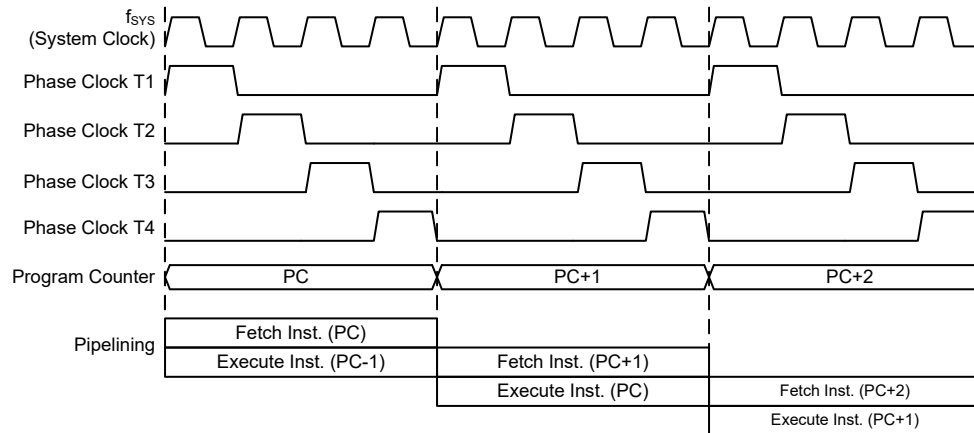 fSYS
(System Clock)
Phase Clock T1
Phase Clock T2
Phase Clock T3
Phase Clock T4
Program Counter PC PC+1 PC+2
Pipelining
Fetch Inst. (PC)
Execute Inst. (PC-1) Fetch Inst. (PC+1)
Execute Inst. (PC) Fetch Inst. (PC+2)
Execute Inst. (PC+1)